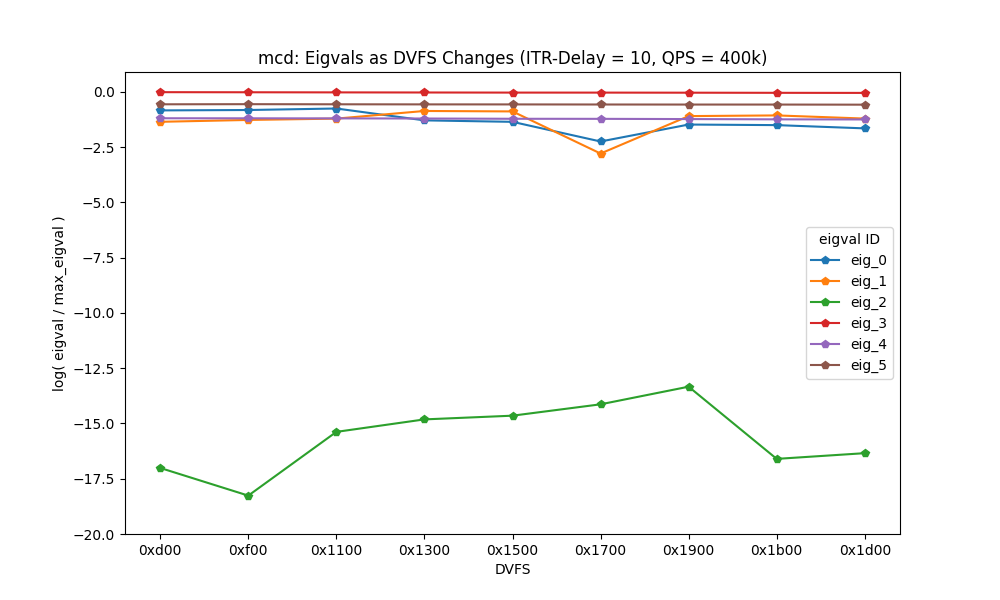 mcd: Eigvals as DVFS Changes (ITR-Delay = 10, QPS = 400k)
log( eigval / max_eigval )
0.0
−2.5
−5.0
−7.5
−10.0
−12.5
−15.0
−17.5
−20.0
eigval ID
eig_0
eig_1
eig_2
eig_3
eig_4
eig_5
0xd00 0xf00 0x1100 0x1300 0x1500 0x1700 0x1900 0x1b00 0x1d00
DVFS